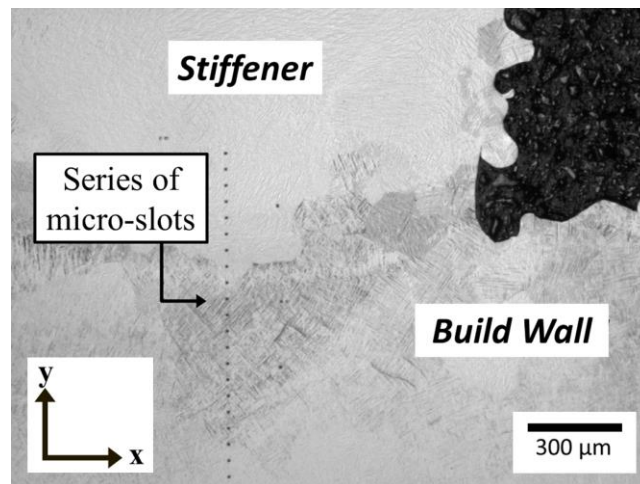 Stiffener
Series of
micro-slots
Build Wall
y
x
300 µm